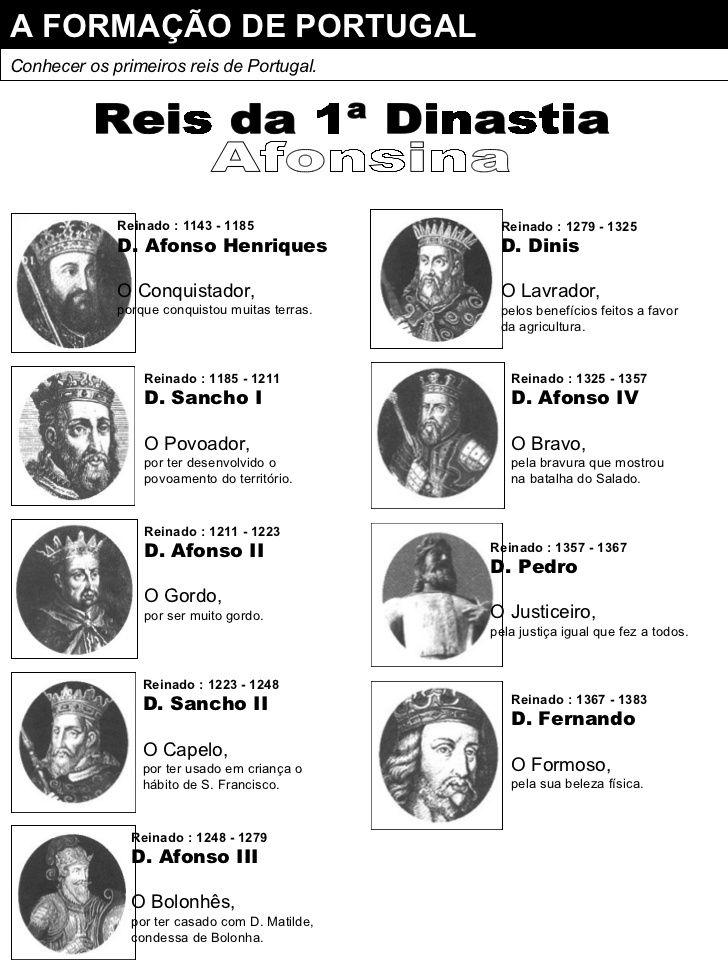 A FORMAÇÃO DE PORTUGAL
Conhecer os primeiros reis de Portugal.
Reis da 1ª Dinastia
Afonsina
Reinado : 1143 - 1185
D. Afonso Henriques
O Conquistador,
porque conquistou muitas terras.
Reinado : 1185 - 1211
D. Sancho I
O Povoador,
por ter desenvolvido o
povoamento do território.
Reinado : 1211 - 1223
D. Afonso II
O Gordo,
por ser muito gordo.
Reinado : 1223 - 1248
D. Sancho II
O Capelo,
por ter usado em criança o
hábito de S. Francisco.
Reinado : 1248 - 1279
D. Afonso III
O Bolonhês,
por ter casado com D. Matilde,
condessa de Bolonha.
Reinado : 1279 - 1325
D. Dinis
O Lavrador,
pelos benefícios feitos a favor
da agricultura.
Reinado : 1325 - 1357
D. Afonso IV
O Bravo,
pela bravura que mostrou
na batalha do Salado.
Reinado : 1357 - 1367
D. Pedro
O Justiceiro,
pela justiça igual que fez a todos.
Reinado : 1367 - 1383
D. Fernando
O Formoso,
pela sua beleza física.